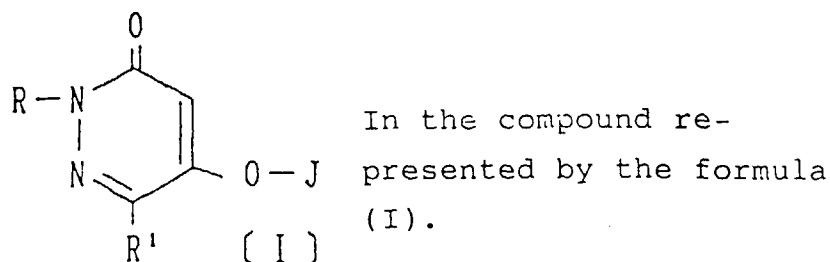 O
R-N
N
O-J
R¹
( I )
In the compound re-
presented by the formula
(I).